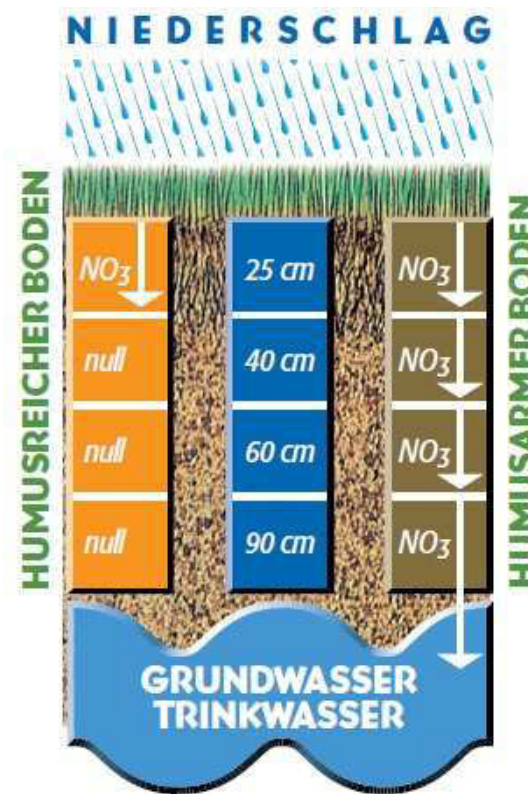 NIEDERSCHLAG
HUMUSREICHER BODEN
NO3 25 cm NO3
null 40 cm NO3
null 60 cm NO3
null 90 cm NO3
HUMUSARMER BODEN
GRUNDWASSER
TRINKWASSER